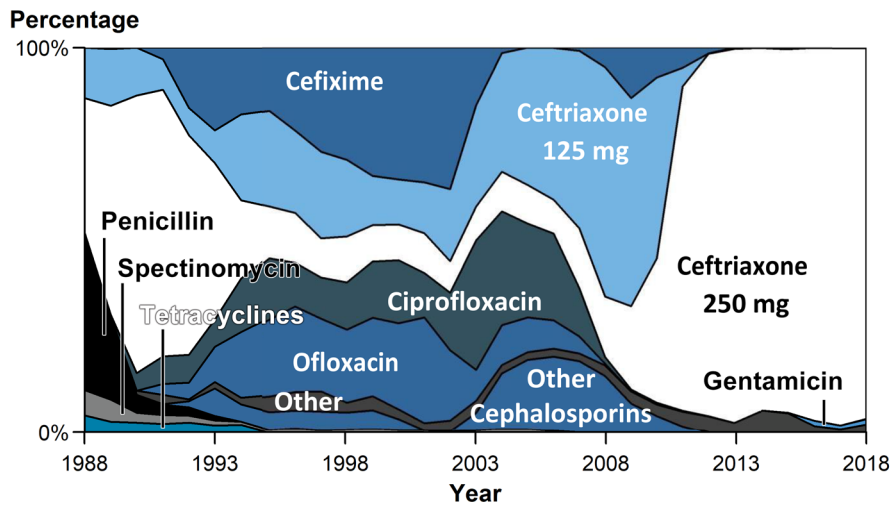 Percentage
100%
Cefixime
Ceftriaxone
125 mg
Penicillin
Spectinomycin
Ceftriaxone
250 mg
Tetracyclines
Ciprofloxacin
Ofloxacin
Other
Other
Cephalosporins
Gentamicin
0%
1988 1993 1998 2003 2008 2013 2018
Year